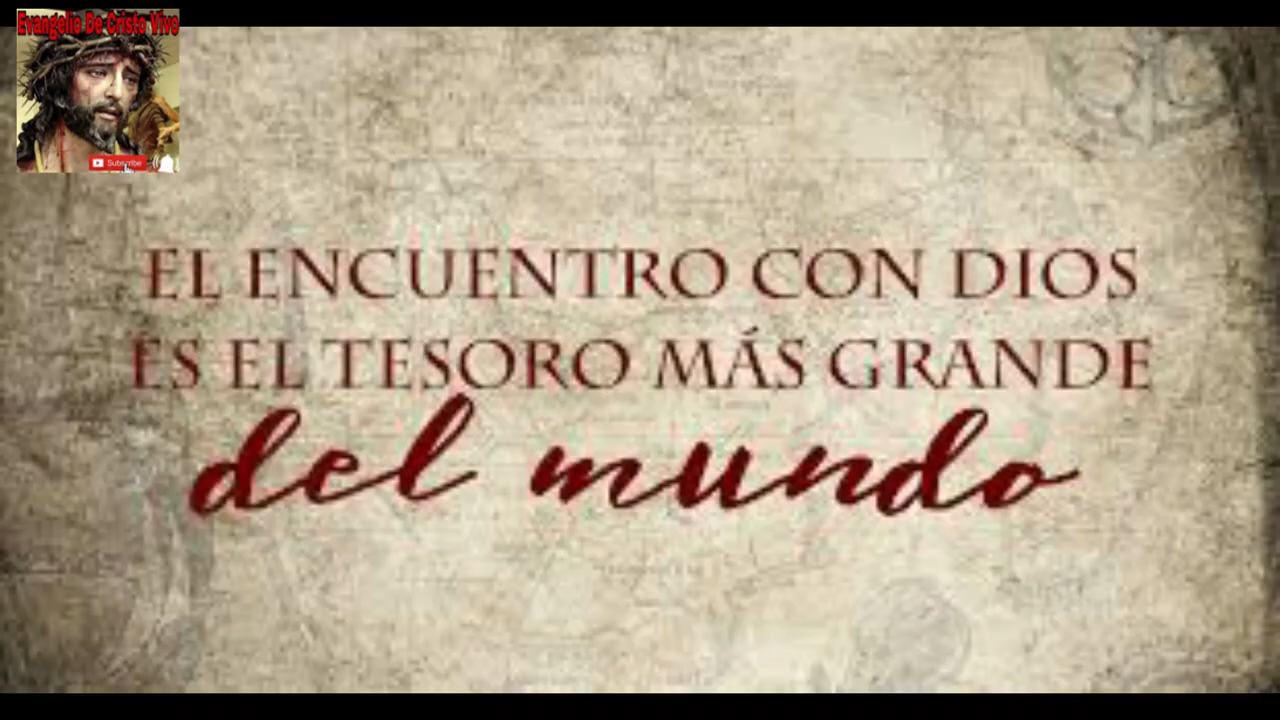 Evangelio De Cristo Vivo
Subscribe
EL ENCUENTRO CON DIOS
ES EL TESORO MÁS GRANDE
del mundo